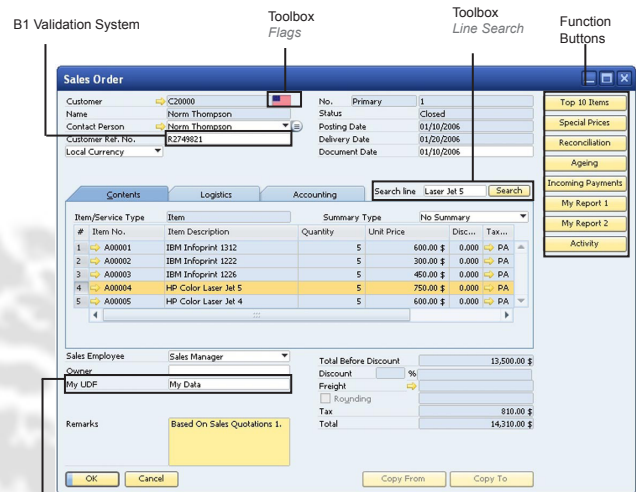 B1 Validation System
Toolbox
Flags
Toolbox
Line Search
Function
Buttons
Sales Order
Customer C20000
Name Norm Thompson
Contact Person Norm Thompson
Customer Ref. No. R2749821
Local Currency
No. Primary 1
Status Closed
Posting Date 01/10/2006
Delivery Date 01/20/2006
Document Date 01/10/2006
Top 10 Items
Special Prices
Reconciliation
Ageing
Incoming Payments
My Report 1
My Report 2
Activity
Contents Logistics Accounting Search line Laser Jet 5 Search
Item/Service Type Item Summary Type No Summary
# Item No. Item Description Quantity Unit Price Disc... Tax...
1 A00001 IBM Infoprint 1312 5 600.00 $ 0.000 PA
2 A00002 IBM Infoprint 1222 5 300.00 $ 0.000 PA
3 A00003 IBM Infoprint 1226 5 450.00 $ 0.000 PA
4 A00004 HP Color Laser Jet 5 5 750.00 $ 0.000 PA
5 A00005 HP Color Laser Jet 4 5 600.00 $ 0.000 PA
Sales Employee Sales Manager
Owner
My UDF My Data
Remarks Based On Sales Quotations 1.
Total Before Discount 13,500.00 $
Discount %
Freight
Rounding
Tax 810.00 $
Total 14,310.00 $
OK Cancel Copy From Copy To